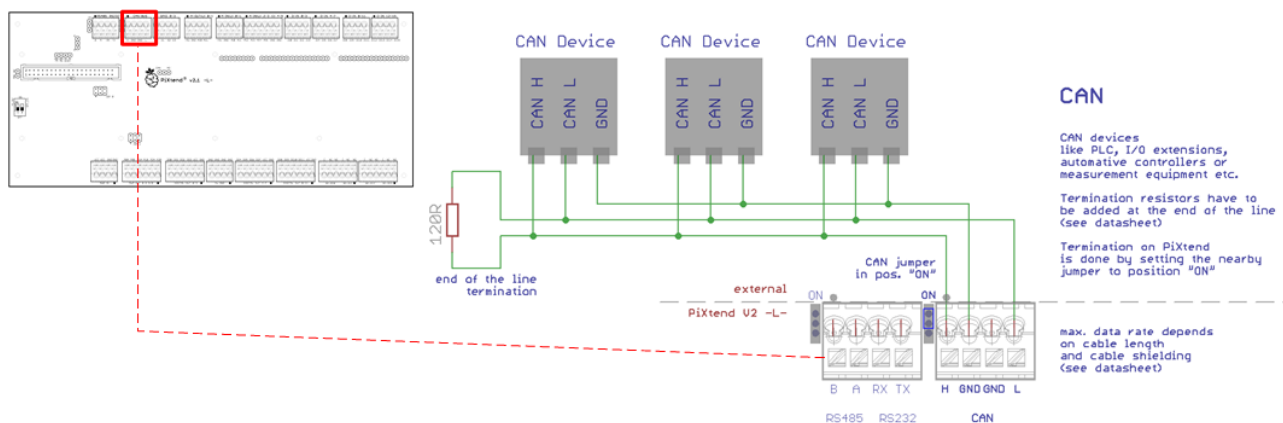 PiXtend® V2.1 -L-
CAN Device
CAN Device
CAN Device
CAN H
CAN L
GND
CAN H
CAN L
GND
CAN H
CAN L
GND
120R
end of the line
termination
CAN jumper
in pos. "ON"
external
PiXtend V2 -L-
ON
ON
B A RX TX
H GND GND L
RS485 RS232
CAN
CAN
CAN devices
like PLC, I/O extensions,
automative controllers or
measurement equipment etc.
Termination resistors have to
be added at the end of the line
(see datasheet)
Termination on PiXtend
is done by setting the nearby
jumper to position "ON"
max. data rate depends
on cable length
and cable shielding
(see datasheet)